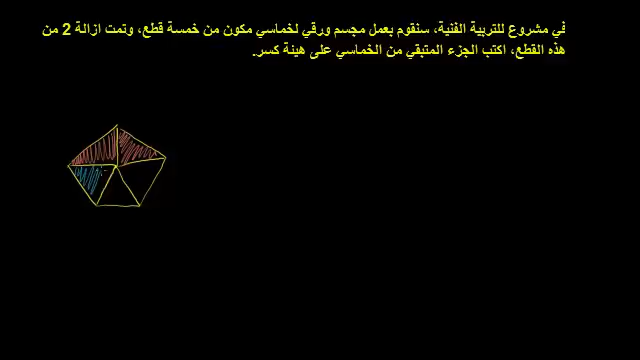 في مشروع للتربية الفنية، سنقوم بعمل مجسم ورقي لخماسي مكون من خمسة قطع، وتمت ازالة 2 من
هذه القطع، اكتب الجزء المتبقي من الخماسي على هيئة كسر.